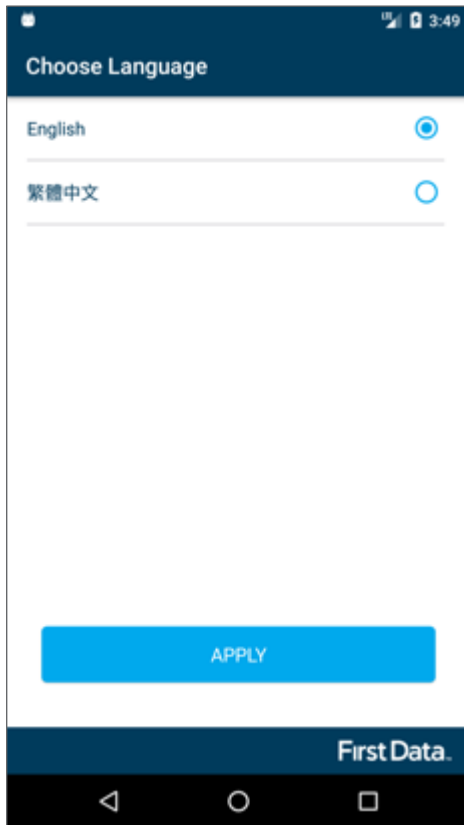 3:49
Choose Language
English
繁體中文
APPLY
First Data